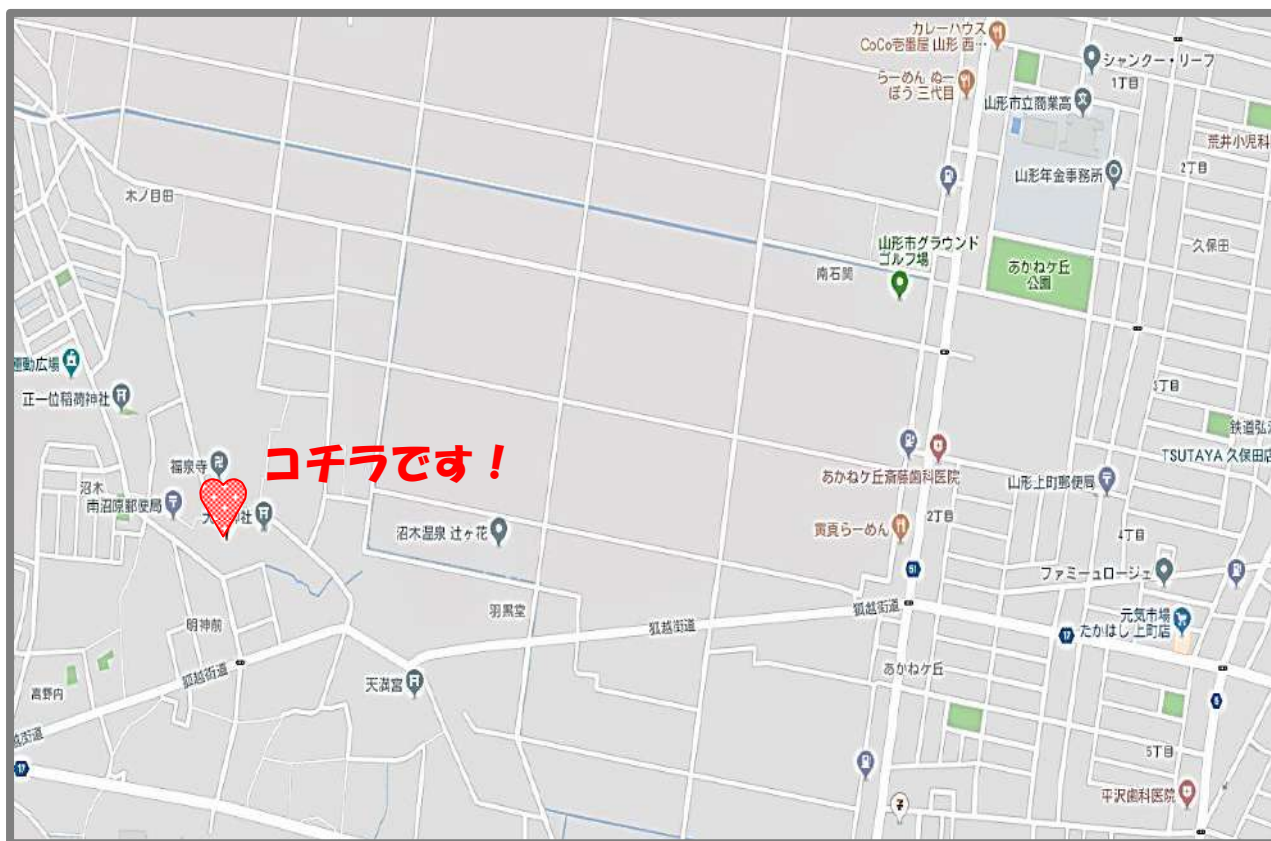 カレーハウス
CoCo壱番屋 山形 西…
シャンクー・リーフ
らーめん ぬー
ぼう 三代目
1丁目
山形市立商業高
荒井小児科
山形年金事務所
2丁目
木ノ目田
久保田
山形市グラウンド
ゴルフ場
南石関
あかねケ丘
公園
運動広場
正一位稲荷神社
3丁目
鉄道弘済
TSUTAYA 久保田店
コチラです！
福泉寺
沼木
南沼原郵便局
社
あかねケ丘斎藤歯科医院
山形上町郵便局
2丁目
沼木温泉 辻ヶ花
寅真らーめん
4丁目
51
ファミーユロージェ
羽黒堂
狐越街道
狐越街道
元気市場
たかはし 上町店
17
明神前
狐越街道
天満宮
あかねケ丘
高野内
5
越街道
5丁目
17
平沢歯科医院